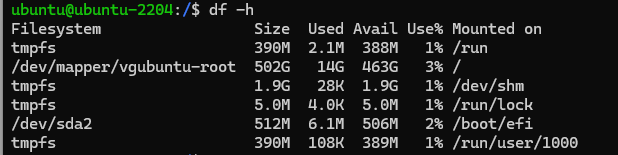 ubuntu@ubuntu-2204:/$ df -h
Filesystem                  Size  Used Avail Use% Mounted on
tmpfs                       390M  2.1M  388M   1% /run
/dev/mapper/vgubuntu-root   502G   14G  463G   3% /
tmpfs                       1.9G   28K  1.9G   1% /dev/shm
tmpfs                       5.0M  4.0K  5.0M   1% /run/lock
/dev/sda2                   512M  6.1M  506M   2% /boot/efi
tmpfs                       390M  108K  389M   1% /run/user/1000